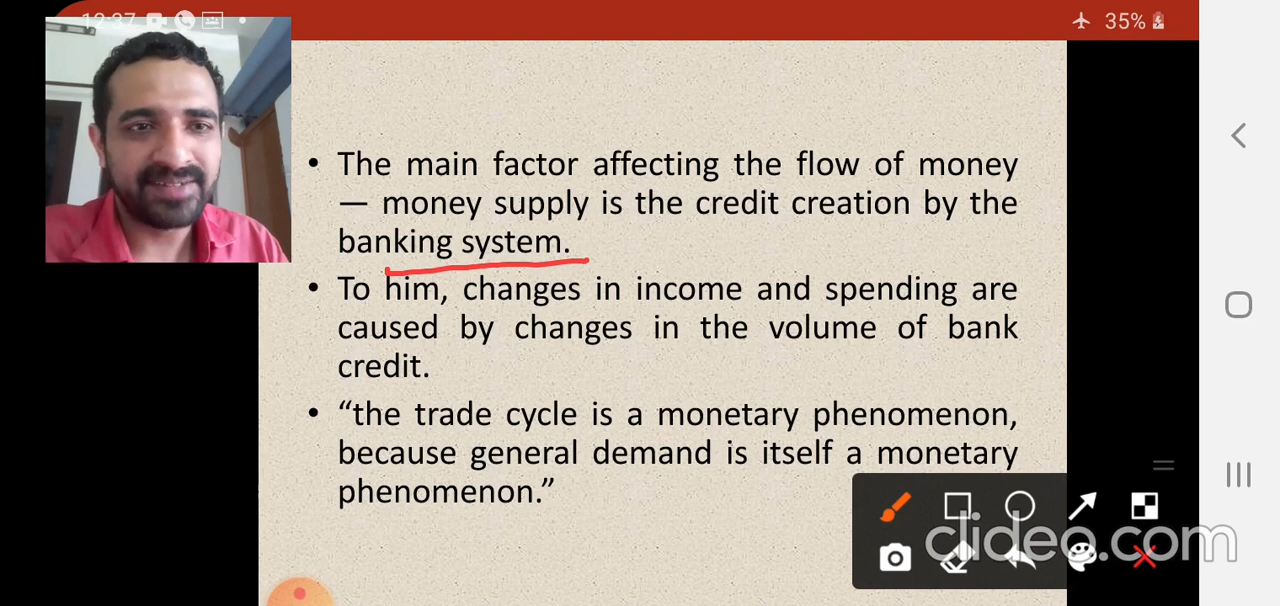 12:37
35%
• The main factor affecting the flow of money
— money supply is the credit creation by the
banking system.
• To him, changes in income and spending are
caused by changes in the volume of bank
credit.
• “the trade cycle is a monetary phenomenon,
because general demand is itself a monetary
phenomenon.”
clideo.com